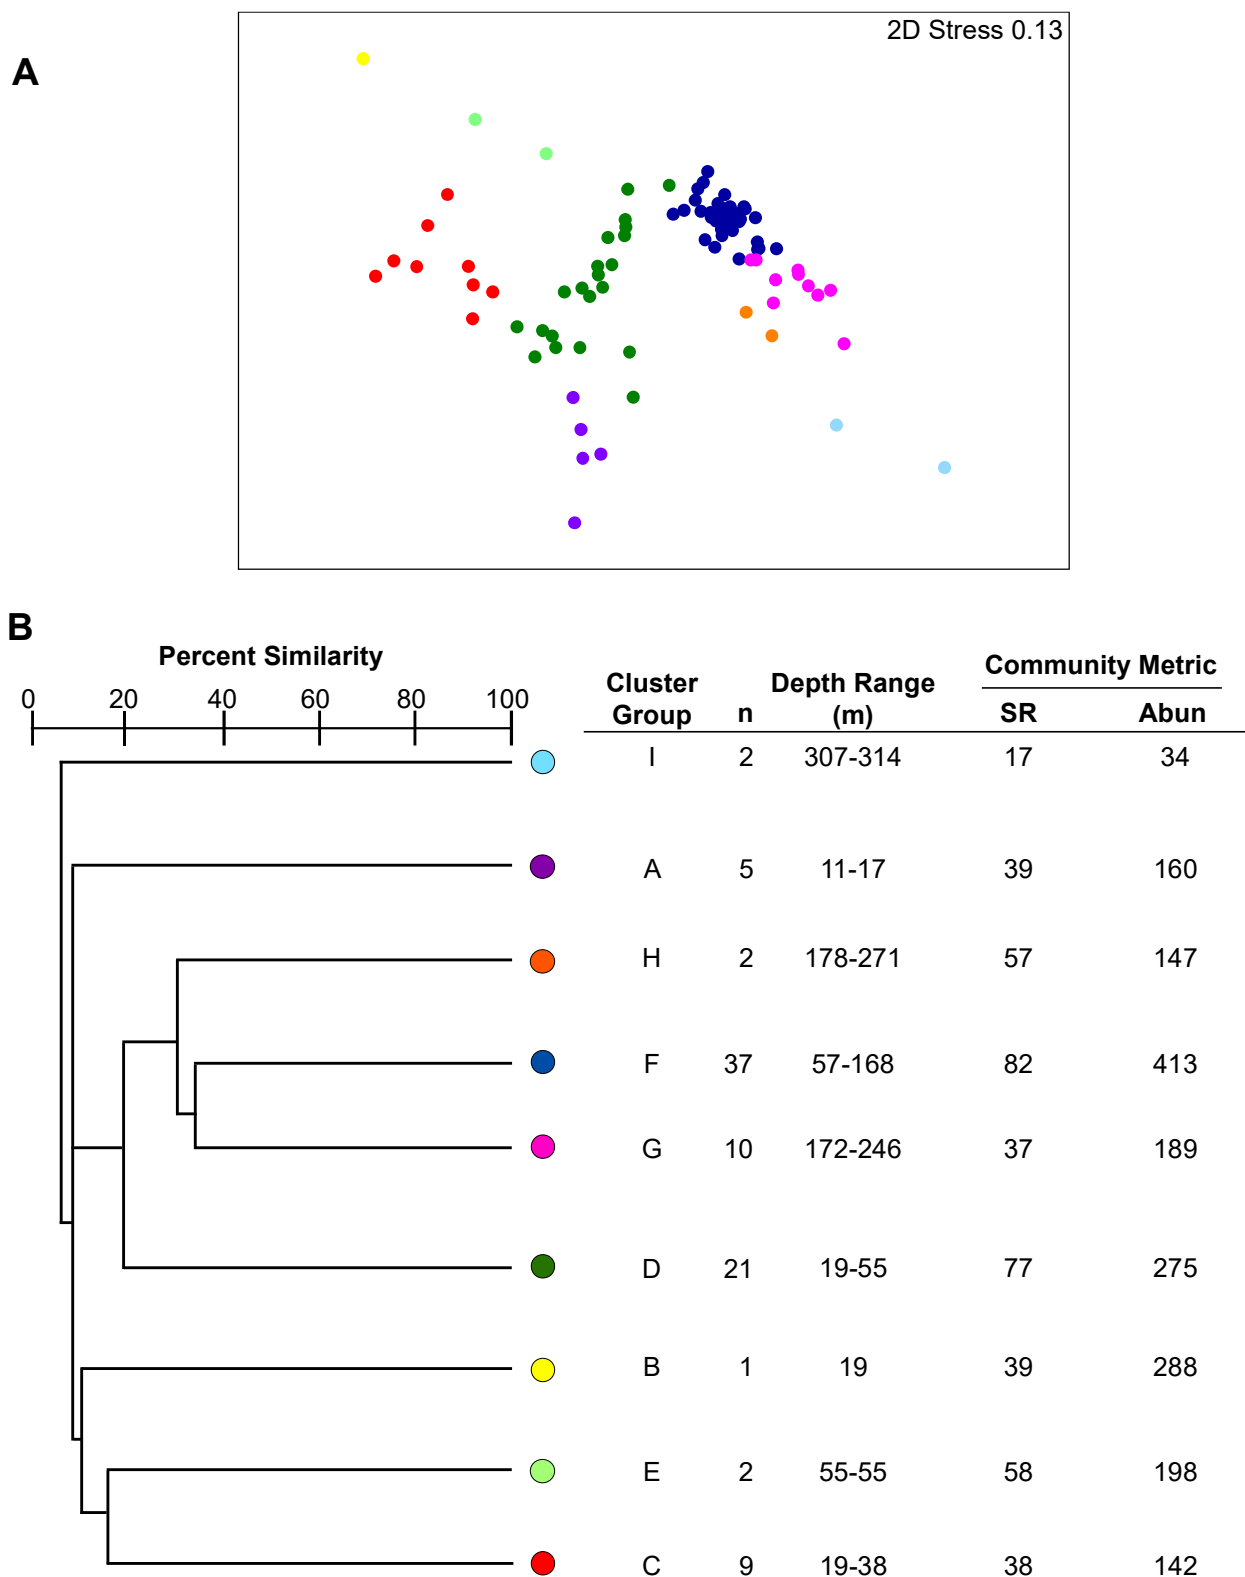 A
2D Stress 0.13
B
Percent Similarity
0 20 40 60 80 100
Cluster Group n Depth Range (m) Community Metric
SR Abun
I 2 307-314 17 34
A 5 11-17 39 160
H 2 178-271 57 147
F 37 57-168 82 413
G 10 172-246 37 189
D 21 19-55 77 275
B 1 19 39 288
E 2 55-55 58 198
C 9 19-38 38 142